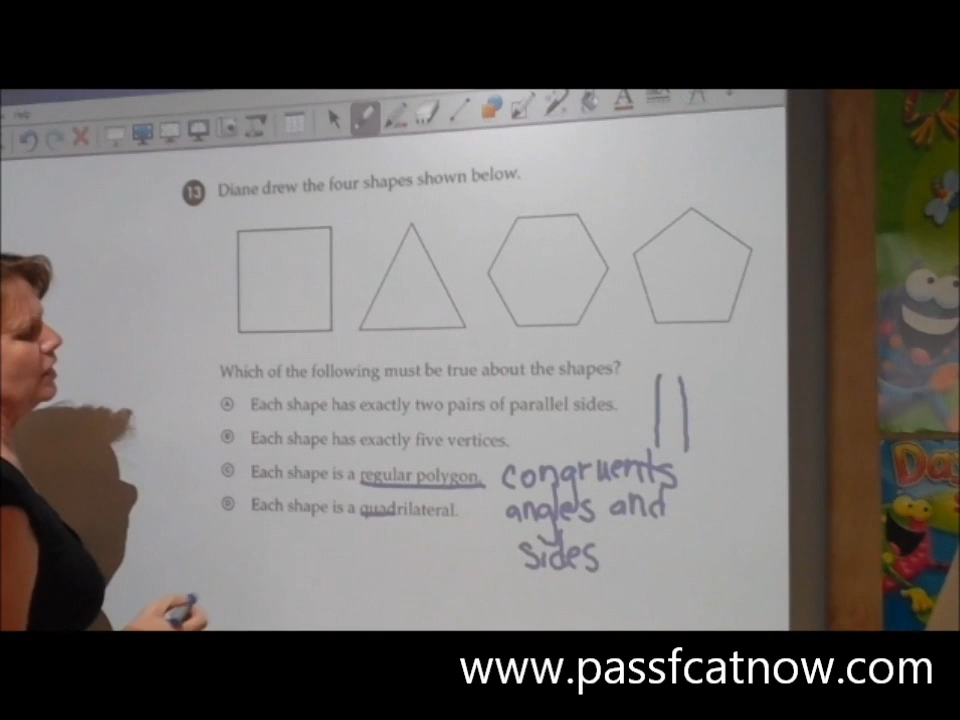 Help
13 Diane drew the four shapes shown below.
Which of the following must be true about the shapes?
A Each shape has exactly two pairs of parallel sides.
B Each shape has exactly five vertices.
C Each shape is a regular polygon. congruents
D Each shape is a quadrilateral. angles and
sides
www.passfcatnow.com